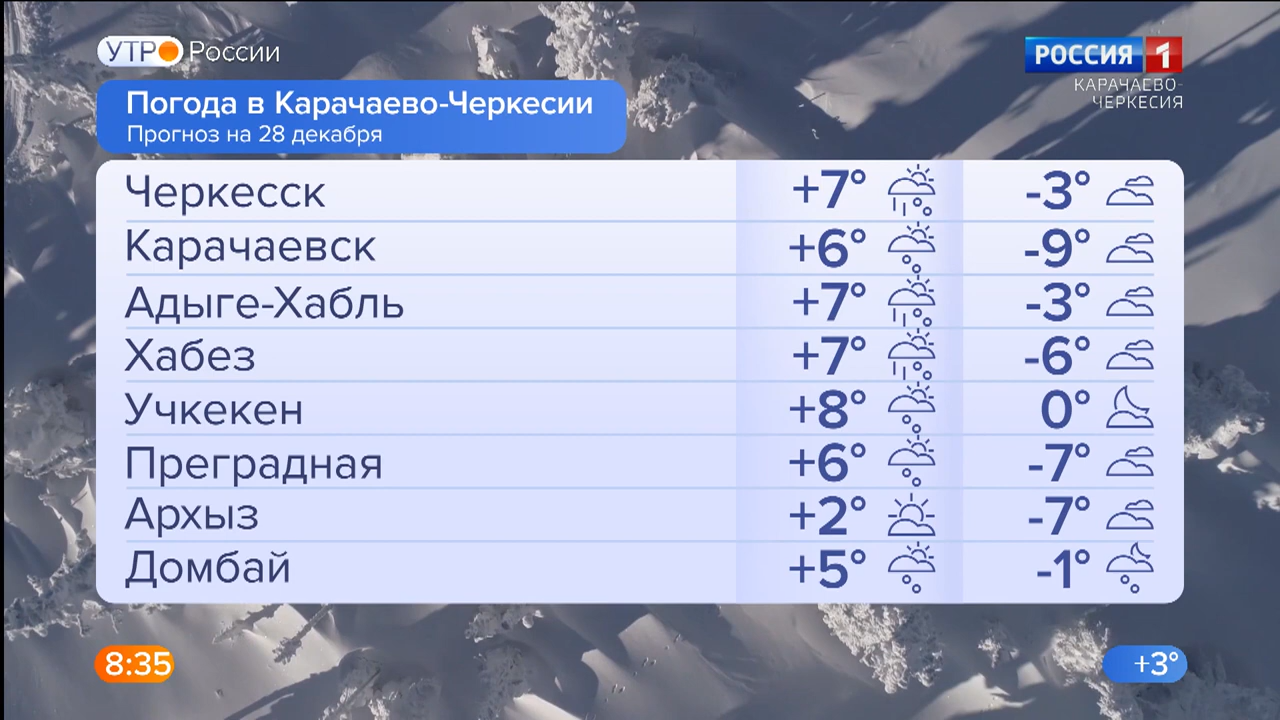 УТРО России
РОССИЯ 1
КАРАЧАЕВО-
ЧЕРКЕСИЯ
Погода в Карачаево-Черкесии
Прогноз на 28 декабря
Черкесск +7° -3°
Карачаевск +6° -9°
Адыге-Хабль +7° -3°
Хабез +7° -6°
Учкекен +8° 0°
Преградная +6° -7°
Архыз +2° -7°
Домбай +5° -1°
8:35 +3°